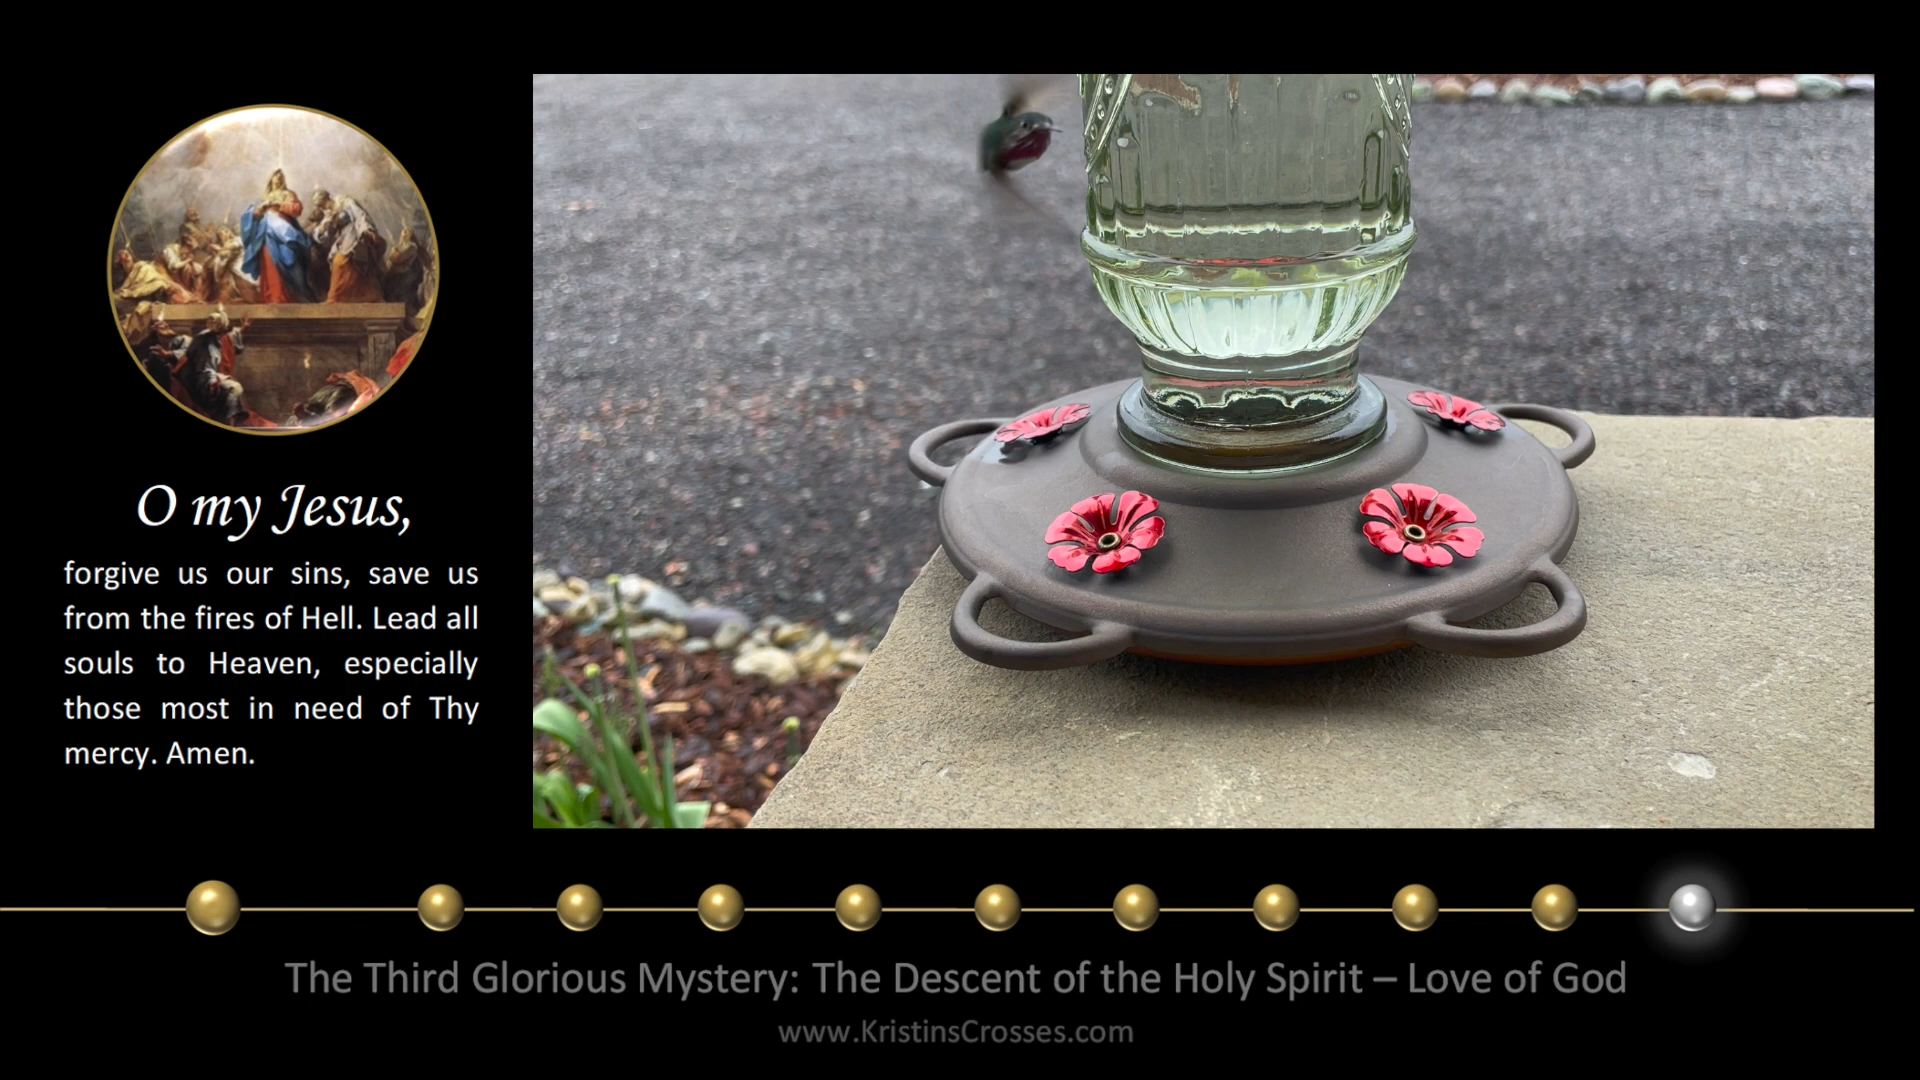 O my Jesus,
forgive us our sins, save us
from the fires of Hell. Lead all
souls to Heaven, especially
those most in need of Thy
mercy. Amen.
The Third Glorious Mystery: The Descent of the Holy Spirit – Love of God
www.KristinsCrosses.com